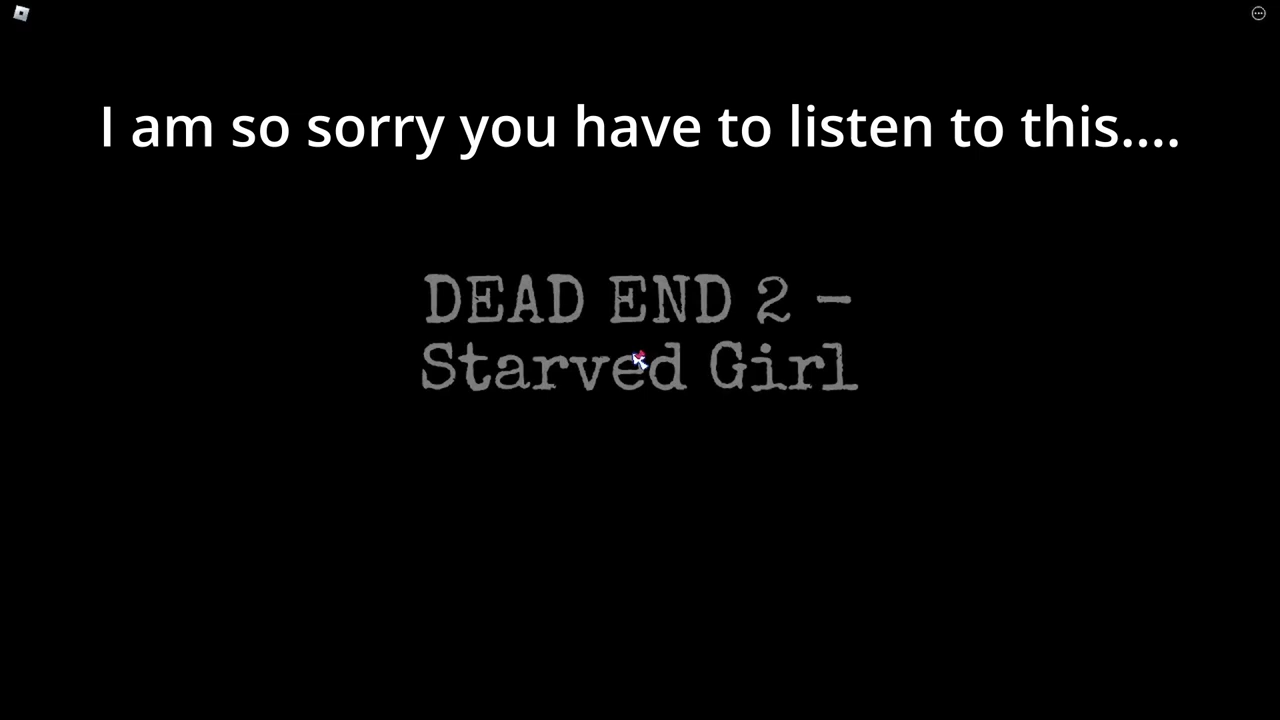 I am so sorry you have to listen to this....
DEAD END 2 -
Starved Girl